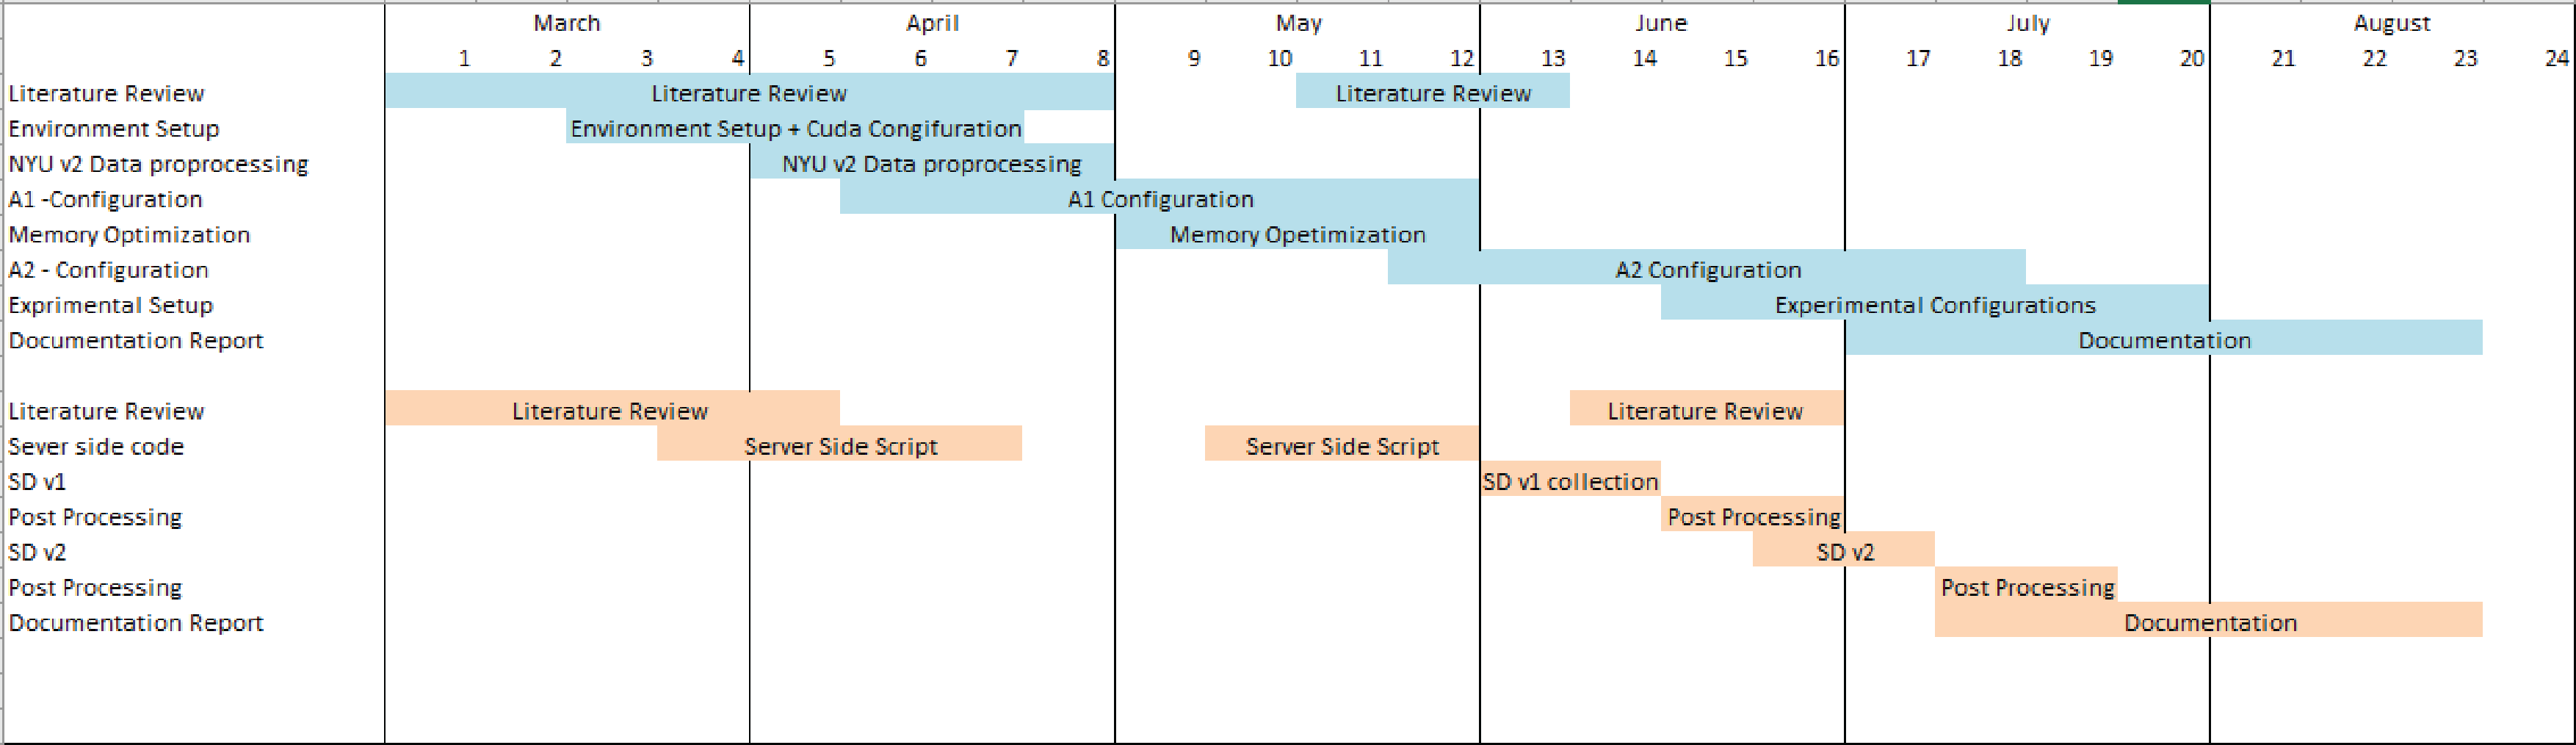 March April May June July August
1 2 3 4 5 6 7 8 9 10 11 12 13 14 15 16 17 18 19 20 21 22 23 24
Literature Review Literature Review Literature Review
Environment Setup Environment Setup + Cuda Congifuration
NYU v2 Data proprocessing NYU v2 Data proprocessing
A1 -Configuration A1 Configuration
Memory Optimization Memory Opetimization
A2 - Configuration A2 Configuration
Exprimental Setup Experimental Configurations
Documentation Report Documentation
Literature Review Literature Review Literature Review
Sever side code Server Side Script Server Side Script
SD v1 SD v1 collection
Post Processing Post Processing
SD v2 SD v2
Post Processing Post Processing
Documentation Report Documentation